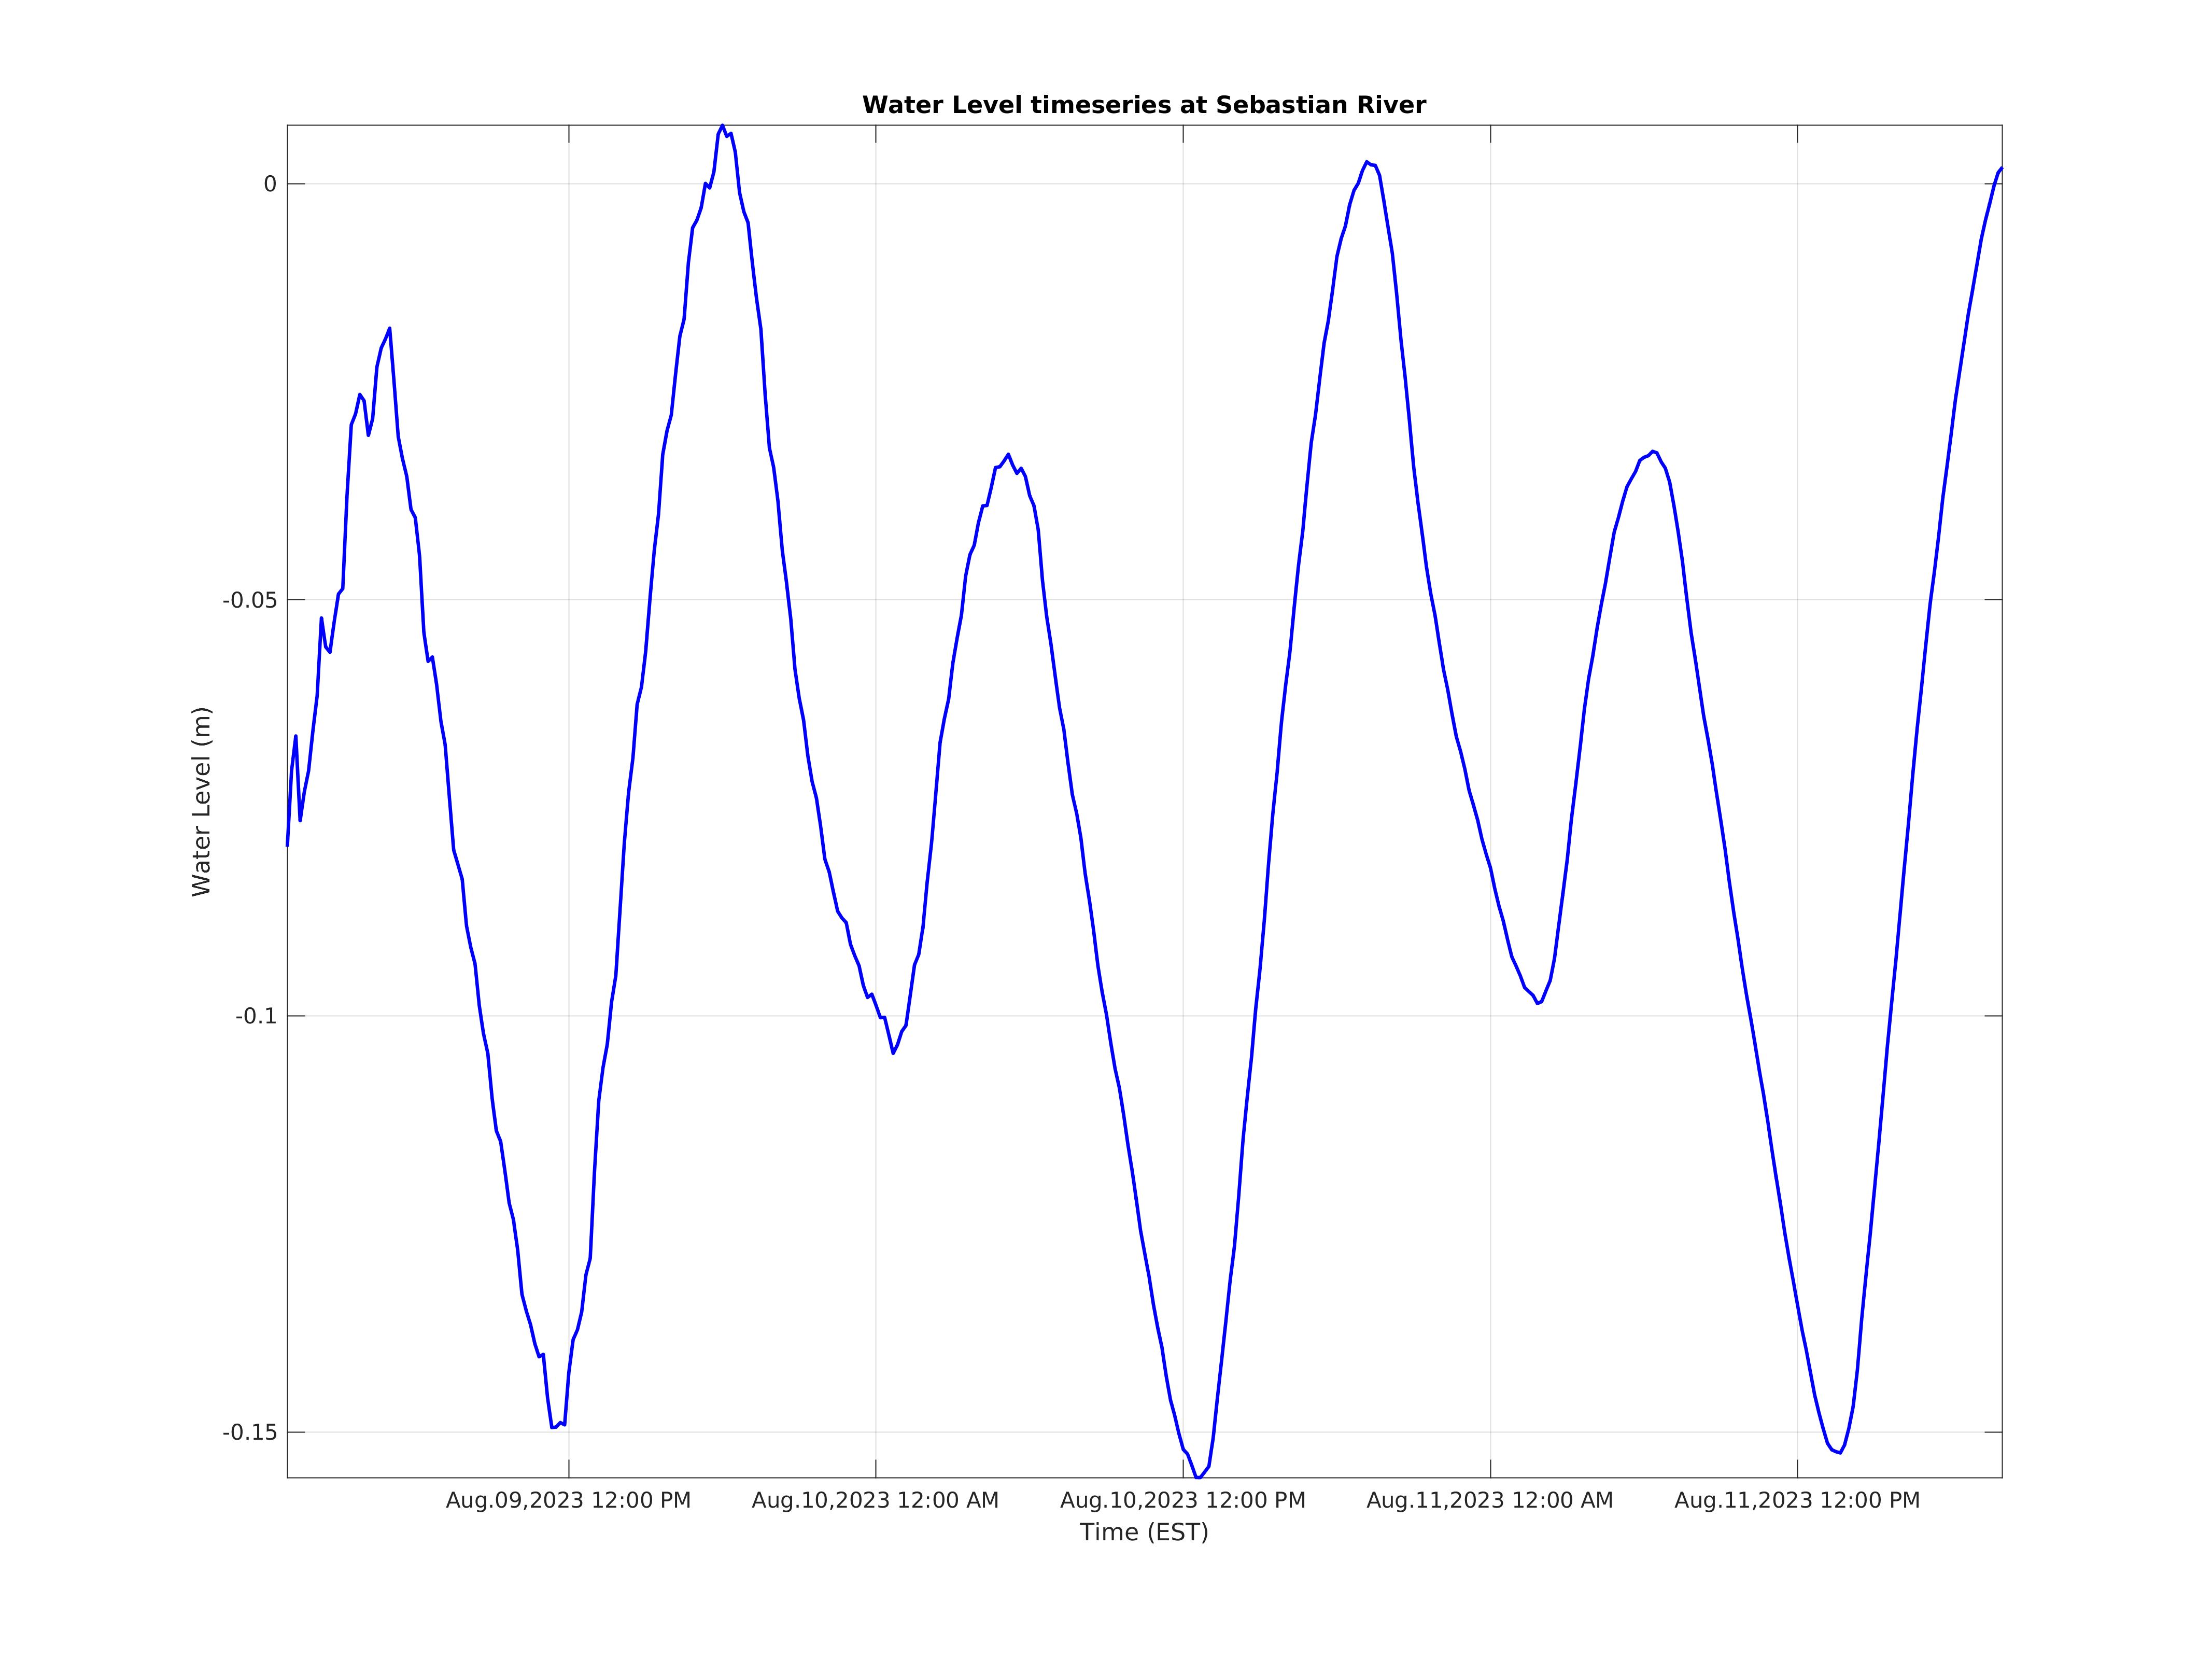 Water Level timeseries at Sebastian River
0
-0.05
-0.1
-0.15
Water Level (m)
Aug.09,2023 12:00 PM Aug.10,2023 12:00 AM Aug.10,2023 12:00 PM Aug.11,2023 12:00 AM Aug.11,2023 12:00 PM
Time (EST)